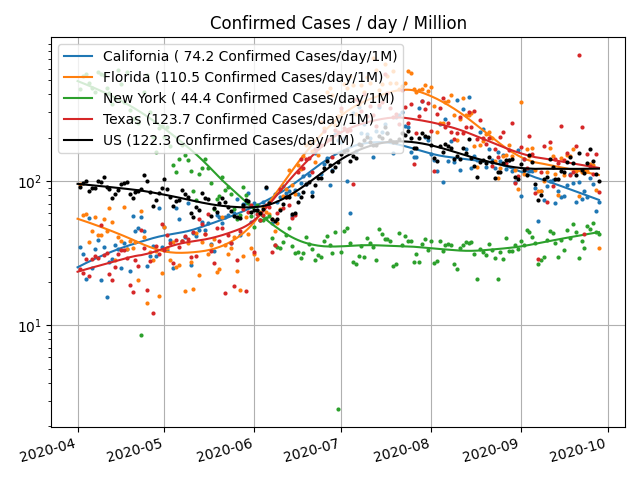 Confirmed Cases / day / Million
California ( 74.2 Confirmed Cases/day/1M)
Florida (110.5 Confirmed Cases/day/1M)
New York ( 44.4 Confirmed Cases/day/1M)
Texas (123.7 Confirmed Cases/day/1M)
US (122.3 Confirmed Cases/day/1M)
10²
10¹
2020-04 2020-05 2020-06 2020-07 2020-08 2020-09 2020-10